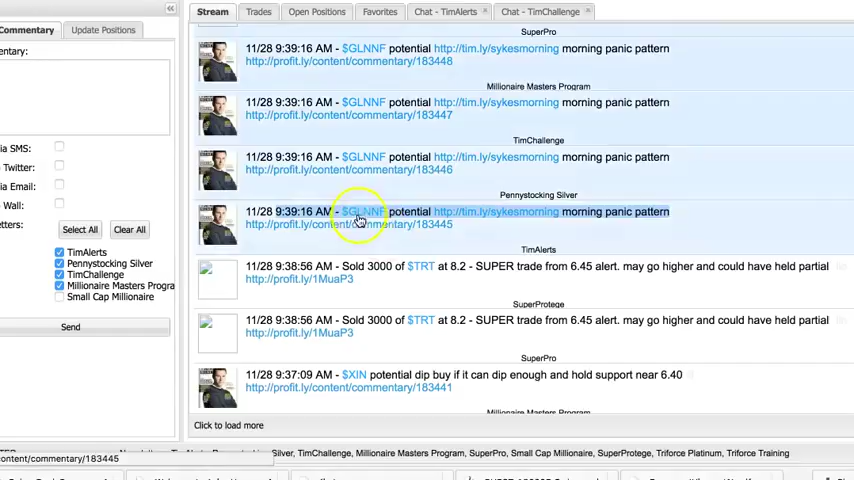 Stream
Trades
Open Positions
Favorites
Chat - TimAlerts
Chat - TimChallenge
Commentary
Update Positions
SuperPro
11/28 9:39:16 AM - $GLNNF potential http://tim.ly/sykesmorning morning panic pattern
http://profit.ly/content/commentary/183448
Millionaire Masters Program
11/28 9:39:16 AM - $GLNNF potential http://tim.ly/sykesmorning morning panic pattern
http://profit.ly/content/commentary/183447
TimChallenge
11/28 9:39:16 AM - $GLNNF potential http://tim.ly/sykesmorning morning panic pattern
http://profit.ly/content/commentary/183446
Pennystocking Silver
11/28 9:39:16 AM - $GLNNF potential http://tim.ly/sykesmorning morning panic pattern
http://profit.ly/content/commentary/183445
TimAlerts
11/28 9:38:56 AM - Sold 3000 of $TRT at 8.2 - SUPER trade from 6.45 alert. may go higher and could have held partial
http://profit.ly/1MuaP3
SuperProtege
11/28 9:38:56 AM - Sold 3000 of $TRT at 8.2 - SUPER trade from 6.45 alert. may go higher and could have held partial
http://profit.ly/1MuaP3
SuperPro
11/28 9:37:09 AM - $XIN potential dip buy if it can dip enough and hold support near 6.40
http://profit.ly/content/commentary/183441
Millionaire Masters Program
Click to load more
entary:
ia SMS:
Twitter:
ia Email:
Wall:
etters:
Select All
Clear All
TimAlerts
Pennystocking Silver
TimChallenge
Millionaire Masters Progra
Small Cap Millionaire
Send
Silver, TimChallenge, Millionaire Masters Program, SuperPro, Small Cap Millionaire, SuperProtege, Triforce Platinum, Triforce Training
ontent/commentary/183445